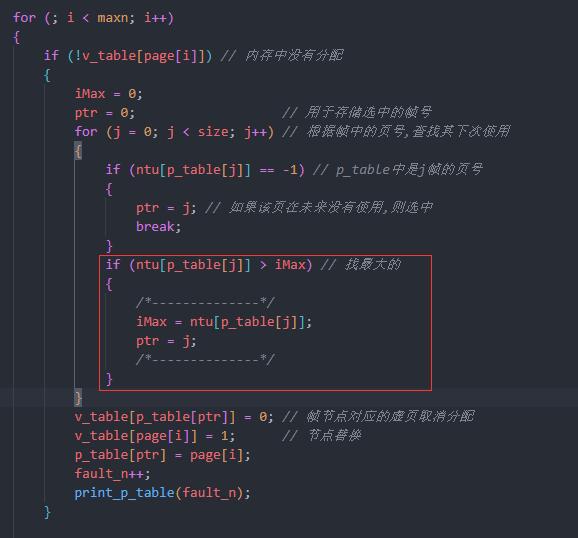 for (; i < maxn; i++)
{
if (!v_table[page[i]]) // 内存中没有分配
{
iMax = 0;
ptr = 0; // 用于存储选中的帧号
for (j = 0; j < size; j++) // 根据帧中的页号,查找其下次使用
{
if (ntu[p_table[j]] == -1) // p_table中是j帧的页号
{
ptr = j; // 如果该页在未来没有使用,则选中
break;
}
if (ntu[p_table[j]] > iMax) // 找最大的
{
/*--------------*/
iMax = ntu[p_table[j]];
ptr = j;
/*--------------*/
}
}
v_table[p_table[ptr]] = 0; // 帧节点对应的虚页取消分配
v_table[page[i]] = 1; // 节点替换
p_table[ptr] = page[i];
fault_n++;
print_p_table(fault_n);
}